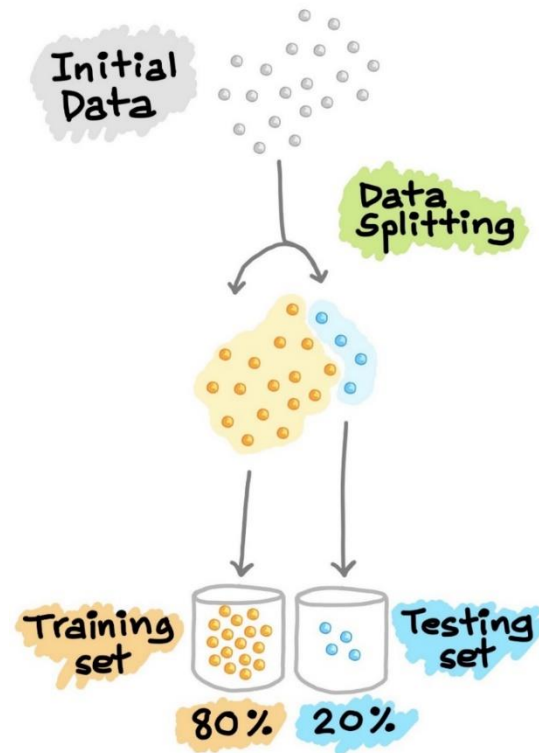 Initial
Data
Data
Splitting
Training
set
Testing
set
80%
20%